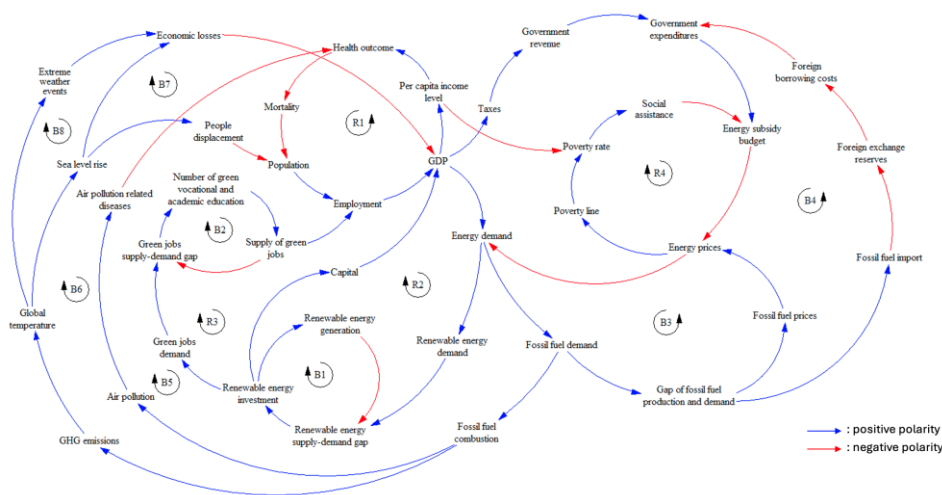 Economic losses
Health outcome
Government
revenue
Government
expenditures
Extreme
weather
events
B7
Foreign
borrowing costs
Per capita income
level
Mortality
R1
Taxes
Social
assistance
Energy subsidy
budget
B8
People
displacement
Poverty rate
Foreign exchange
reserves
Sea level rise
Population
GDP
R4
Air pollution related
diseases
Number of green
vocational and
academic education
Employment
B4
Poverty line
B2
Green jobs
supply-demand gap
Supply of green
jobs
Energy demand
Energy prices
Fossil fuel import
Capital
B6
R2
Global
temperature
R3
Renewable energy
generation
Fossil fuel prices
B3
Green jobs
demand
Renewable energy
demand
Fossil fuel demand
B5
B1
Air pollution
Renewable energy
investment
Gap of fossil fuel
production and demand
Renewable energy
supply-demand gap
Fossil fuel
combustion
GHG emissions
: positive polarity
: negative polarity